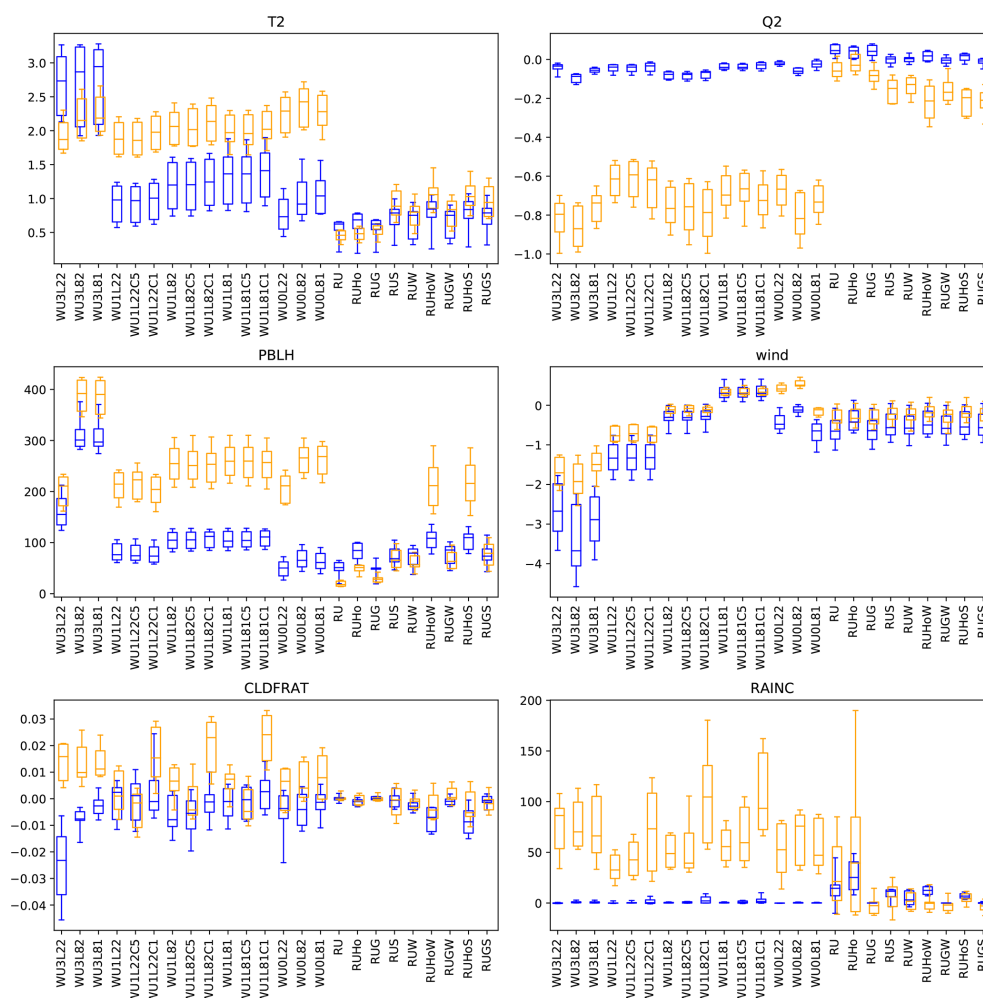 T2
Q2
3.0
2.5
2.0
1.5
1.0
0.5
0.0
−0.2
−0.4
−0.6
−0.8
−1.0
WU3L22
WU3L82
WU3LB1
WU1L22
WU1L22C5
WU1L22C1
WU1L82
WU1L82C5
WU1L82C1
WU1L81
WU1L81C5
WU1L81C1
WU0L22
WU0L82
WU0L81
RU
RUHo
RUG
RUS
RUW
RUHoW
RUGW
RUHoS
RUGS
WU3L22
WU3L82
WU3LB1
WU1L22
WU1L22C5
WU1L22C1
WU1L82
WU1L82C5
WU1L82C1
WU1L81
WU1L81C5
WU1L81C1
WU0L22
WU0L82
WU0L81
RU
RUHo
RUG
RUS
RUW
RUHoW
RUGW
RUHoS
RUGS
PBLH
wind
400
300
200
100
0
0
−1
−2
−3
−4
WU3L22
WU3L82
WU3LB1
WU1L22
WU1L22C5
WU1L22C1
WU1L82
WU1L82C5
WU1L82C1
WU1L81
WU1L81C5
WU1L81C1
WU0L22
WU0L82
WU0L81
RU
RUHo
RUG
RUS
RUW
RUHoW
RUGW
RUHoS
RUGS
WU3L22
WU3L82
WU3LB1
WU1L22
WU1L22C5
WU1L22C1
WU1L82
WU1L82C5
WU1L82C1
WU1L81
WU1L81C5
WU1L81C1
WU0L22
WU0L82
WU0L81
RU
RUHo
RUG
RUS
RUW
RUHoW
RUGW
RUHoS
RUGS
CLDFRAT
RAINC
0.03
0.02
0.01
0.00
−0.01
−0.02
−0.03
−0.04
200
150
100
50
0
WU3L22
WU3L82
WU3LB1
WU1L22
WU1L22C5
WU1L22C1
WU1L82
WU1L82C5
WU1L82C1
WU1L81
WU1L81C5
WU1L81C1
WU0L22
WU0L82
WU0L81
RU
RUHo
RUG
RUS
RUW
RUHoW
RUGW
RUHoS
RUGS
WU3L22
WU3L82
WU3LB1
WU1L22
WU1L22C5
WU1L22C1
WU1L82
WU1L82C5
WU1L82C1
WU1L81
WU1L81C5
WU1L81C1
WU0L22
WU0L82
WU0L81
RU
RUHo
RUG
RUS
RUW
RUHoW
RUGW
RUHoS
RUGS